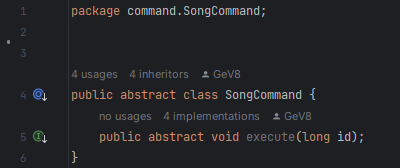 1 package command.SongCommand;
2
3
4 usages 4 inheritors GeV8
4 public abstract class SongCommand {
no usages 4 implementations GeV8
5 public abstract void execute(long id);
6 }